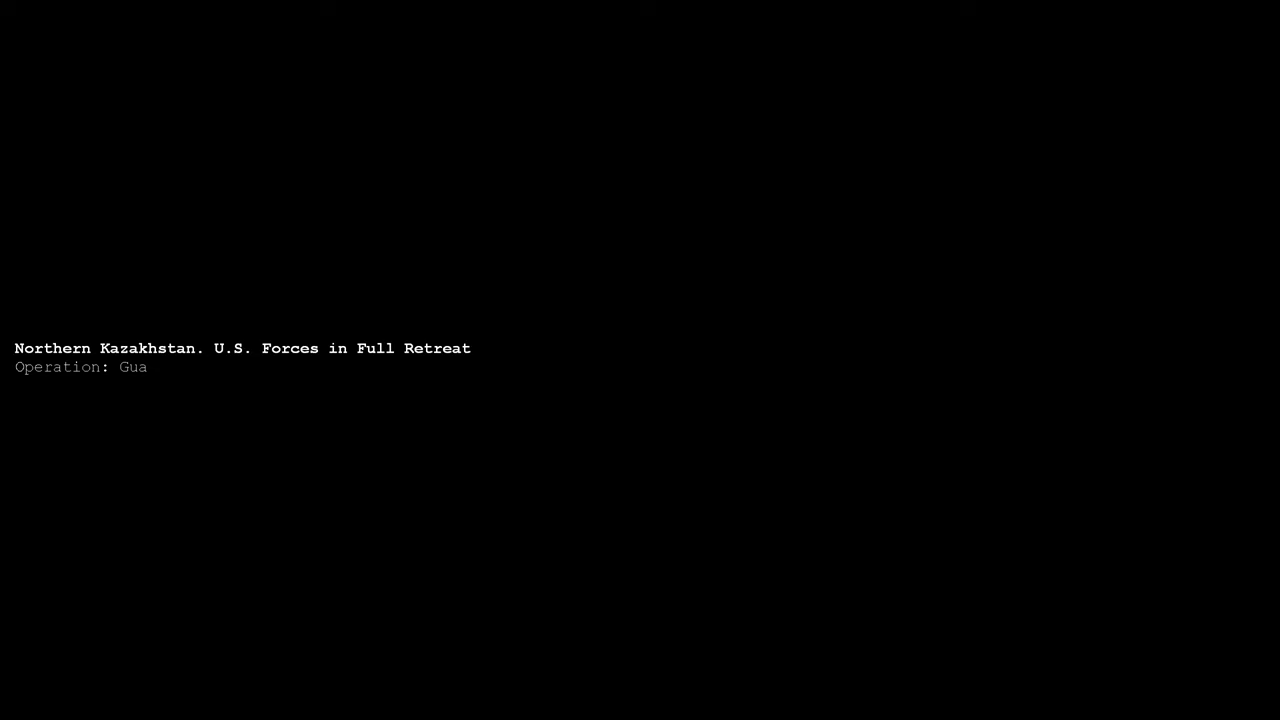 Northern Kazakhstan. U.S. Forces in Full Retreat
Operation: Gua